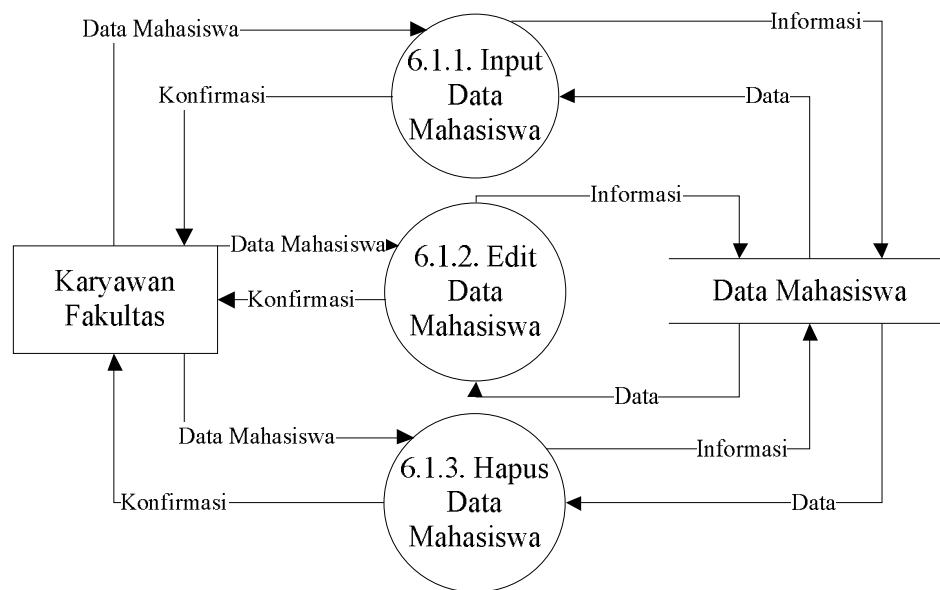 Data Mahasiswa
Informasi
6.1.1. Input
Data
Mahasiswa
Konfirmasi
Data
Informasi
Data Mahasiswa
6.1.2. Edit
Data
Mahasiswa
Karyawan
Fakultas
Konfirmasi
Data Mahasiswa
Data
Data Mahasiswa
Informasi
6.1.3. Hapus
Data
Mahasiswa
Konfirmasi
Data